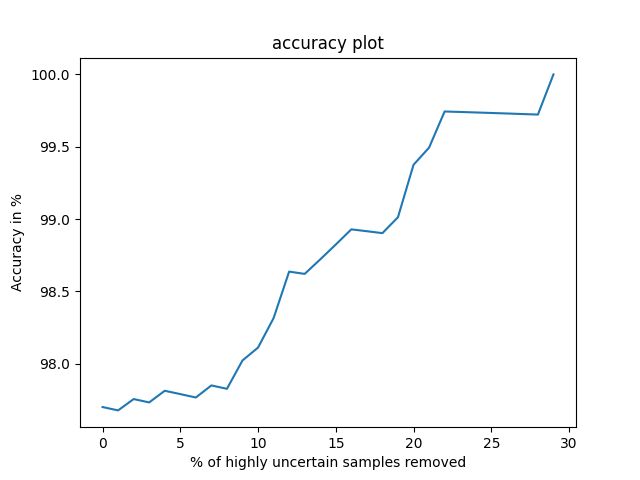 accuracy plot
100.0
99.5
99.0
98.5
98.0
Accuracy in %
0 5 10 15 20 25 30
% of highly uncertain samples removed